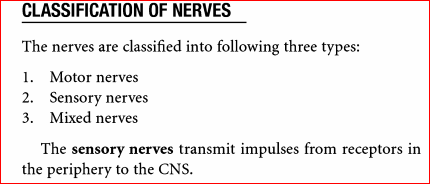 CLASSIFICATION OF NERVES
The nerves are classified into following three types:
1. Motor nerves
2. Sensory nerves
3. Mixed nerves
The sensory nerves transmit impulses from receptors in
the periphery to the CNS.